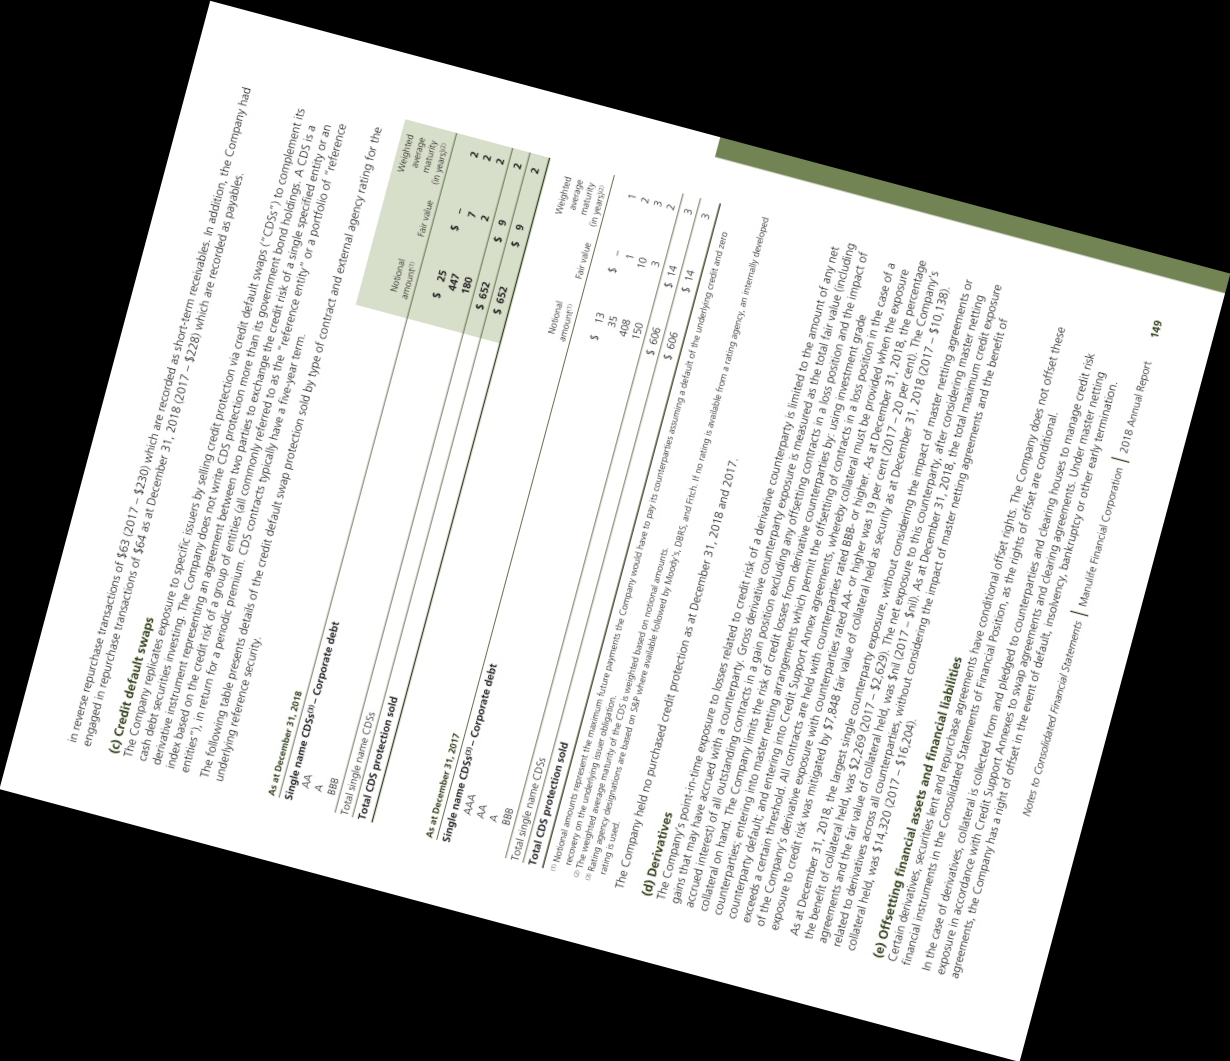 in reverse repurchase transactions of $63 (2017 – $230) which are recorded as short-term receivables. In addition, the Company had
engaged in repurchase transactions of $64 as at December 31, 2018 (2017 – $228) which are recorded as payables.
(c) Credit default swaps
The Company replicates exposure to specific issuers by selling credit protection via credit default swaps (“CDSs”) to complement its
cash debt securities investing. The Company does not write CDS protection more than its government bond holdings. A CDS is a
derivative instrument representing an agreement between two parties to exchange the credit risk of a single specified entity or an
index based on the credit risk of a group of entities (all commonly referred to as the “reference entity” or a portfolio of “reference
entities”), in return for a periodic premium. CDS contracts typically have a five-year term.
The following table presents details of the credit default swap protection sold by type of contract and external agency rating for the
underlying reference security.
As at December 31, 2018 Notional amount(1) Fair value Weighted average maturity (in years)(2)
Single name CDSs(3) – Corporate debt
AA $ 25 $ – 2
A 447 7 2
BBB 180 2 2
Total single name CDSs $ 652 $ 9 2
Total CDS protection sold $ 652 $ 9 2
As at December 31, 2017 Notional amount(1) Fair value Weighted average maturity (in years)(2)
Single name CDSs(3) – Corporate debt
AAA $ 13 $ – 1
AA 35 1 2
A 408 10 3
BBB 150 3 2
Total single name CDSs $ 606 $ 14 3
Total CDS protection sold $ 606 $ 14 3
(1) Notional amounts represent the maximum future payments the Company would have to pay its counterparties assuming a default of the underlying credit and zero
recovery on the underlying issuer obligation.
(2) The weighted average maturity of the CDS is weighted based on notional amounts.
(3) Rating agency designations are based on S&P where available followed by Moody’s, DBRS, and Fitch. If no rating is available from a rating agency, an internally developed
rating is used.
The Company held no purchased credit protection as at December 31, 2018 and 2017.
(d) Derivatives
The Company’s point-in-time exposure to losses related to credit risk of a derivative counterparty is limited to the amount of any net
gains that may have accrued with a counterparty. Gross derivative counterparty exposure is measured as the total fair value (including
accrued interest) of all outstanding contracts in a gain position excluding any offsetting contracts in a loss position and the impact of
collateral on hand. The Company limits the risk of credit losses from derivative counterparties by: using investment grade
counterparties; entering into master netting arrangements which permit the offsetting of contracts in a loss position in the case of a
counterparty default; and entering into Credit Support Annex agreements, whereby collateral must be provided when the exposure
exceeds a certain threshold. All contracts are held with counterparties rated BBB- or higher. As at December 31, 2018, the percentage
of the Company’s derivative exposure with counterparties rated AA- or higher was 19 per cent (2017 – 20 per cent). The Company’s
exposure to credit risk was mitigated by $7,848 fair value of collateral held as security as at December 31, 2018 (2017 – $10,138).
As at December 31, 2018, the largest single counterparty exposure, without considering the impact of master netting agreements or
the benefit of collateral held, was $2,269 (2017 – $2,629). The net exposure to this counterparty, after considering master netting
agreements and the fair value of collateral held, was $nil (2017 – $nil). As at December 31, 2018, the total maximum credit exposure
related to derivatives across all counterparties, without considering the impact of master netting agreements and the benefit of
collateral held, was $14,320 (2017 – $16,204).
(e) Offsetting financial assets and financial liabilities
Certain derivatives, securities lent and repurchase agreements have conditional offset rights. The Company does not offset these
financial instruments in the Consolidated Statements of Financial Position, as the rights of offset are conditional.
In the case of derivatives, collateral is collected from and pledged to counterparties and clearing houses to manage credit risk
exposure in accordance with Credit Support Annexes to swap agreements and clearing agreements. Under master netting
agreements, the Company has a right of offset in the event of default, insolvency, bankruptcy or other early termination.
Notes to Consolidated Financial Statements | Manulife Financial Corporation | 2018 Annual Report 149